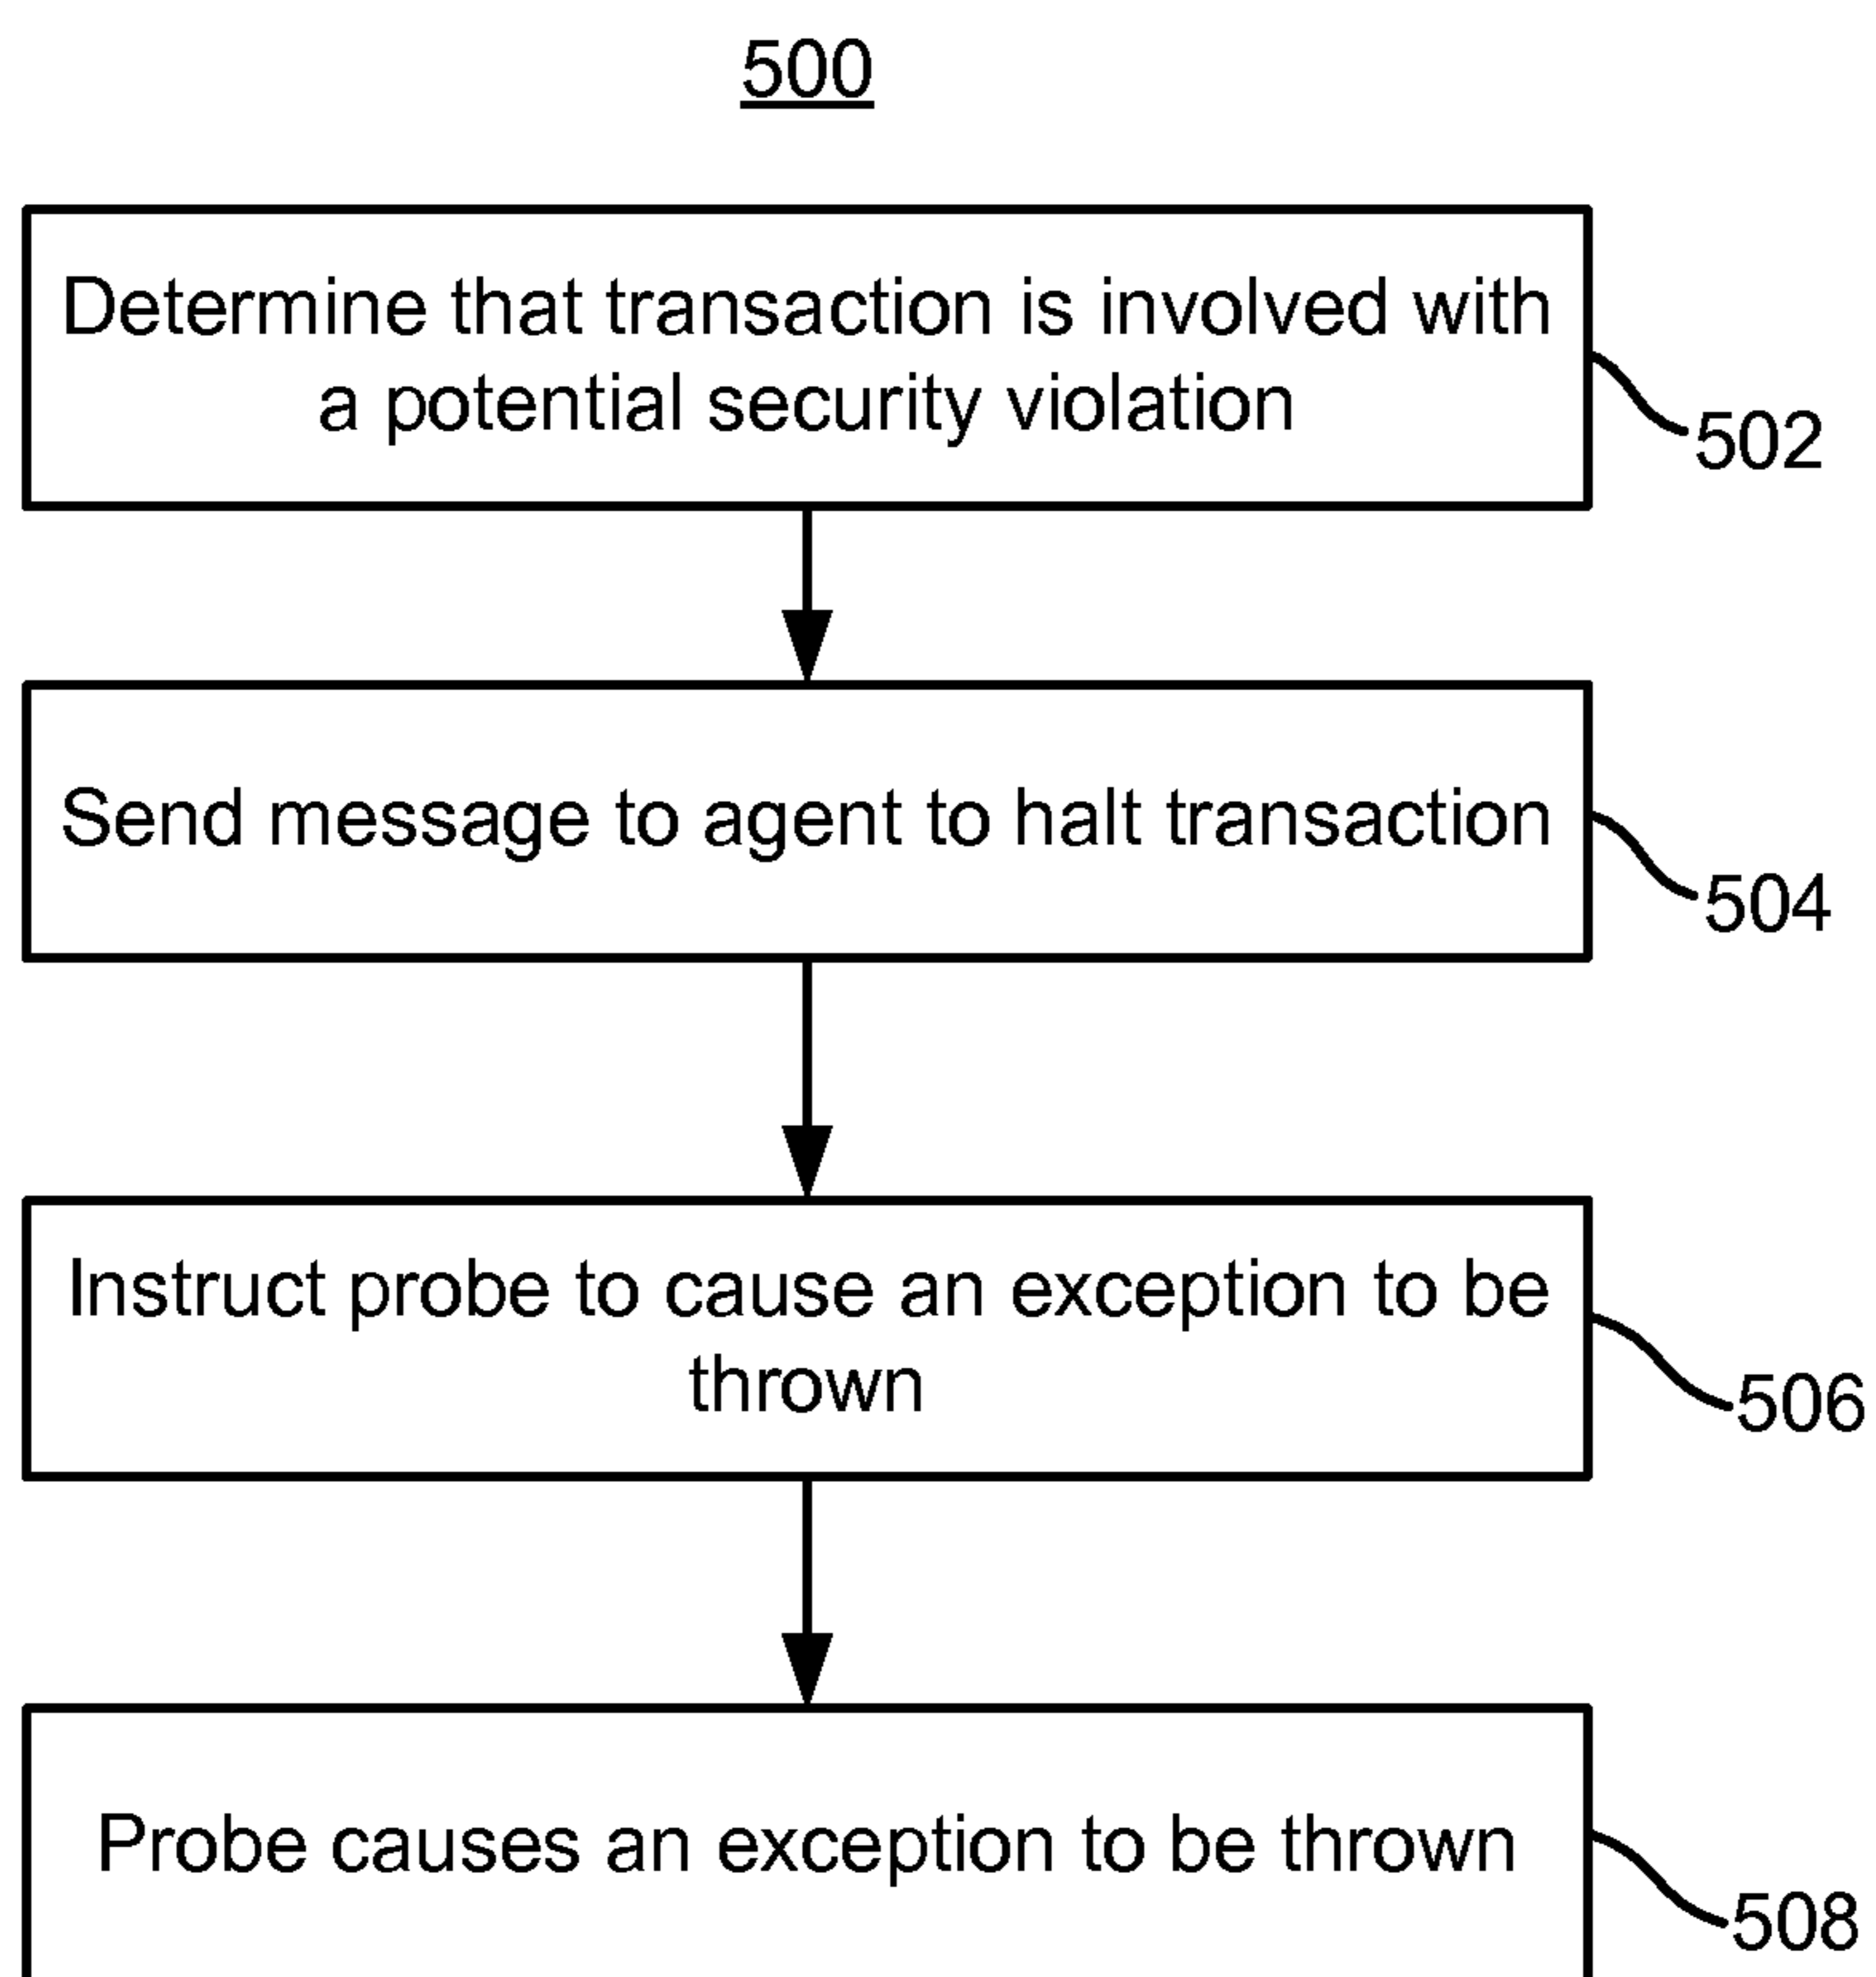 500
Determine that transaction is involved with
a potential security violation
502
Send message to agent to halt transaction
504
Instruct probe to cause an exception to be
thrown
506
Probe causes an exception to be thrown
508